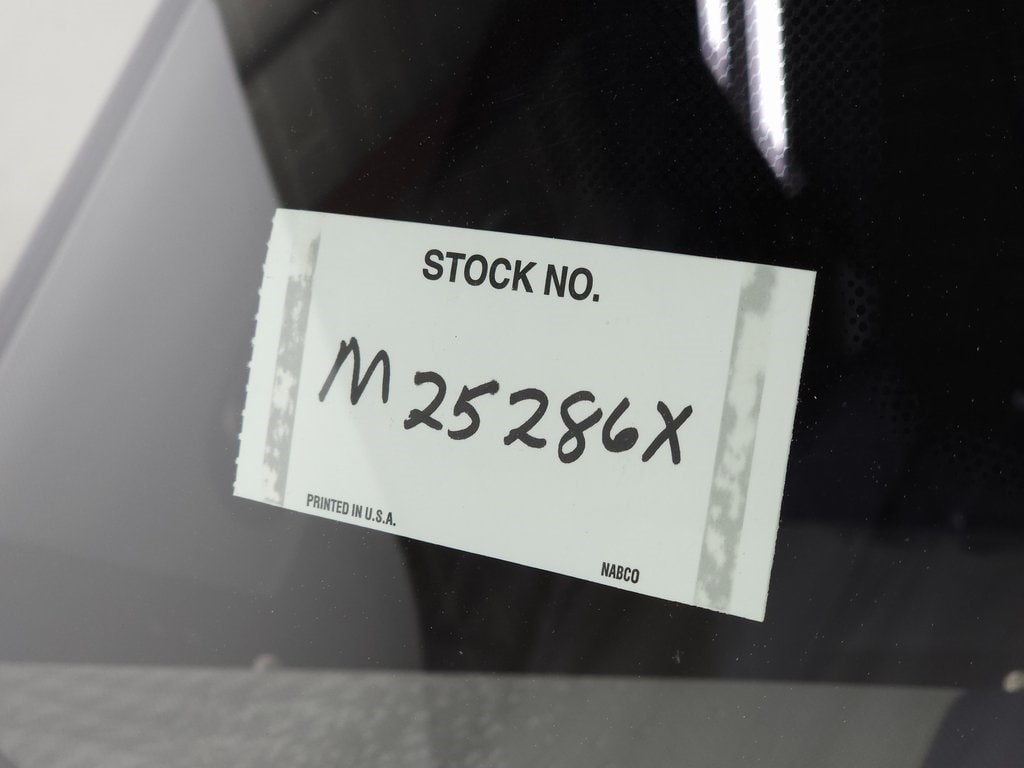 STOCK NO.
M25286X
PRINTED IN U.S.A.
NABCO